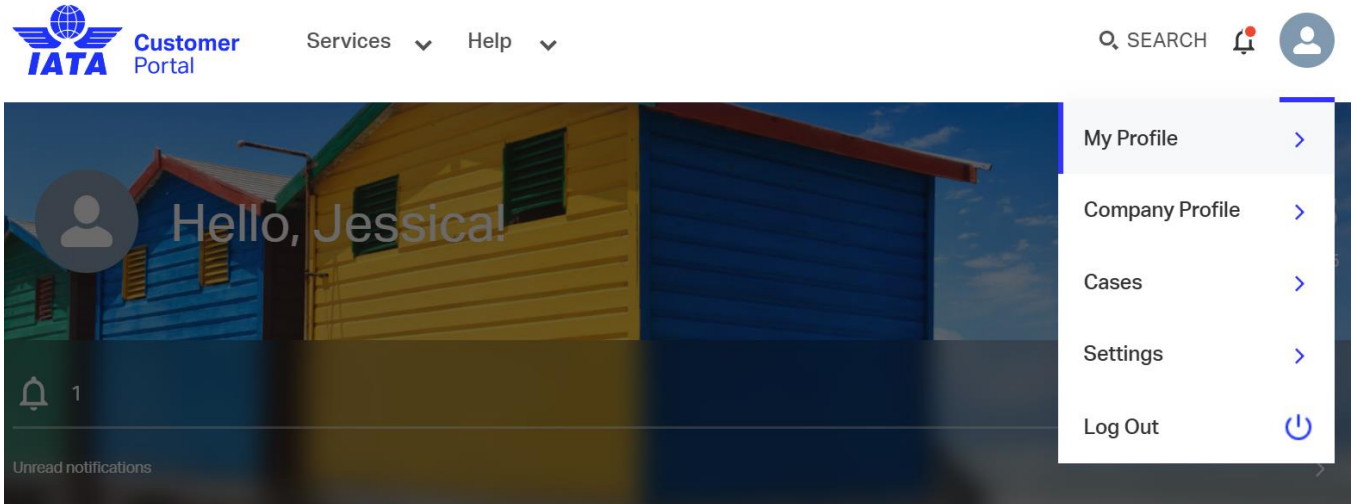 IATA
Customer
Portal
Services
Help
SEARCH
My Profile
Company Profile
Cases
Settings
Log Out
Hello, Jessica!
1
Unread notifications